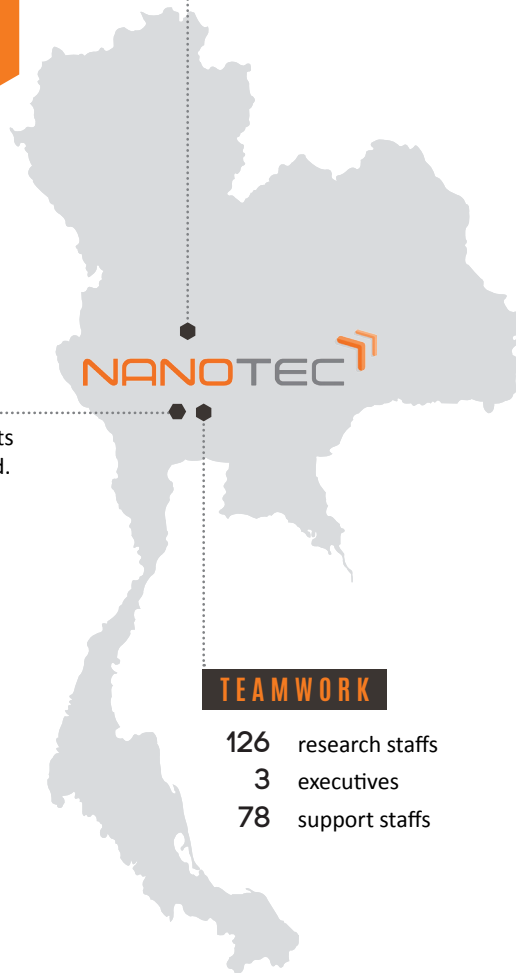 NANOTEC
TEAMWORK
126 research staffs
3 executives
78 support staffs